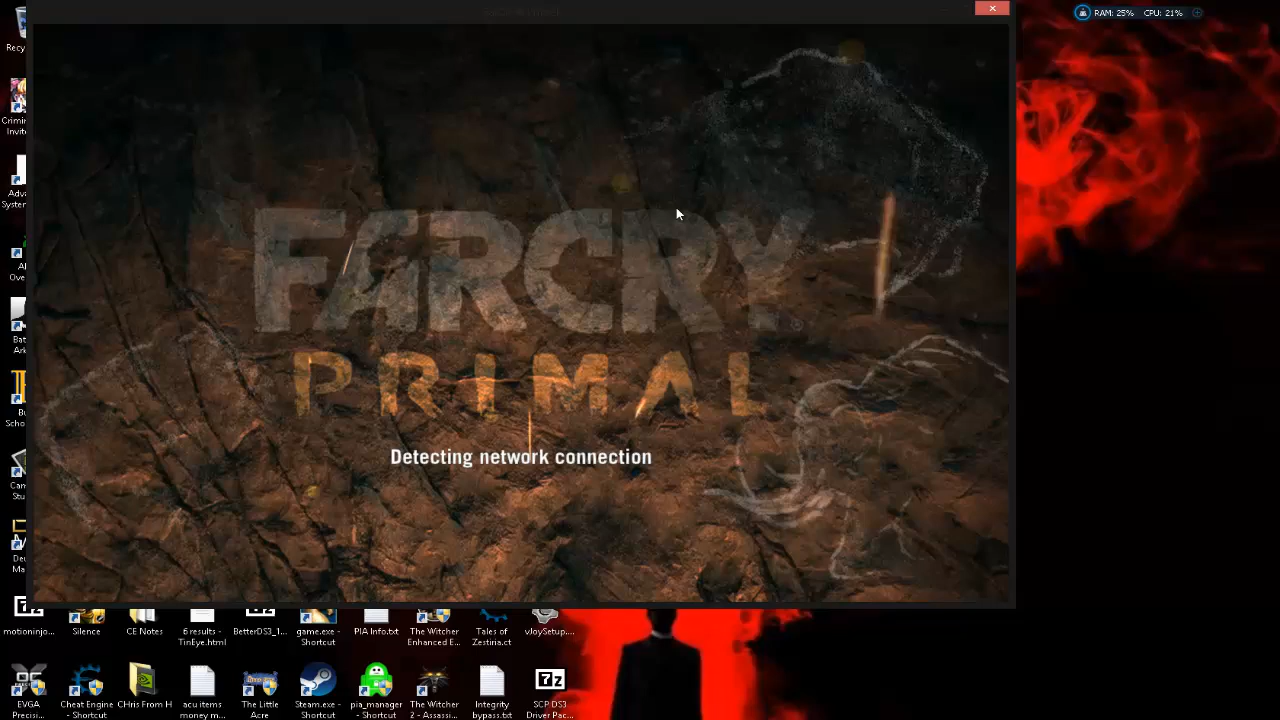 RAM: 25% CPU: 21%
FARCRY
PRIMAL
Detecting network connection
motioninjo...
Silence
CE Notes
6 results -
TinEye.html
BetterDS3_1...
game.exe -
Shortcut
PIA Info.txt
The Witcher
Enhanced E...
Tales of
Zestiria.ct
vJoySetup....
EVGA
Precisi...
Cheat Engine
- Shortcut
CHris From H
acu items
money m...
The Little
Acre
Steam.exe -
Shortcut
pia_manager
- Shortcut
The Witcher
2 - Assassi...
Integrity
bypass.txt
SCP DS3
Driver Pac...